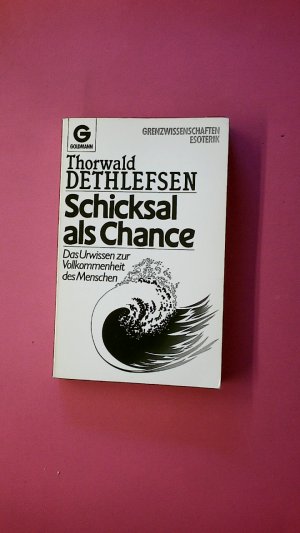 G
GOLDMANN
GRENZWISSENSCHAFTEN
ESOTERIK
Thorwald
DETHLEFSEN
Schicksal
als Chance
Das Urwissen zur
Vollkommenheit
des Menschen